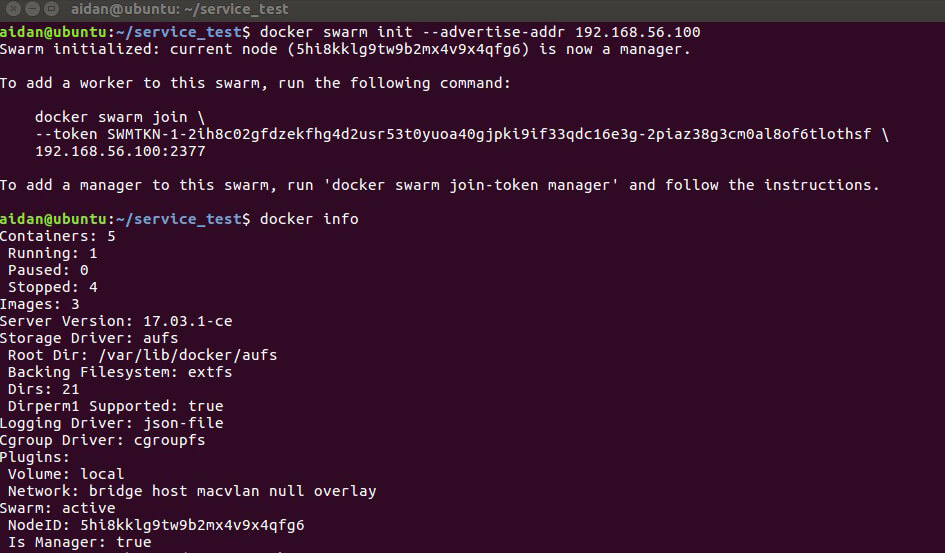 aidan@ubuntu: ~/service_test
aidan@ubuntu:~/service_test$ docker swarm init --advertise-addr 192.168.56.100
Swarm initialized: current node (5hi8kklg9tw9b2mx4v9x4qfg6) is now a manager.
To add a worker to this swarm, run the following command:
docker swarm join \
--token SWMTKN-1-2ih8c02gfdzekfhg4d2usr53t0yuoa40gjpki9if33qdc16e3g-2piaz38g3cm0al8of6tlothsf \
192.168.56.100:2377
To add a manager to this swarm, run 'docker swarm join-token manager' and follow the instructions.
aidan@ubuntu:~/service_test$ docker info
Containers: 5
Running: 1
Paused: 0
Stopped: 4
Images: 3
Server Version: 17.03.1-ce
Storage Driver: aufs
Root Dir: /var/lib/docker/aufs
Backing Filesystem: extfs
Dirs: 21
Dirperm1 Supported: true
Logging Driver: json-file
Cgroup Driver: cgroupfs
Plugins:
Volume: local
Network: bridge host macvlan null overlay
Swarm: active
NodeID: 5hi8kklg9tw9b2mx4v9x4qfg6
Is Manager: true